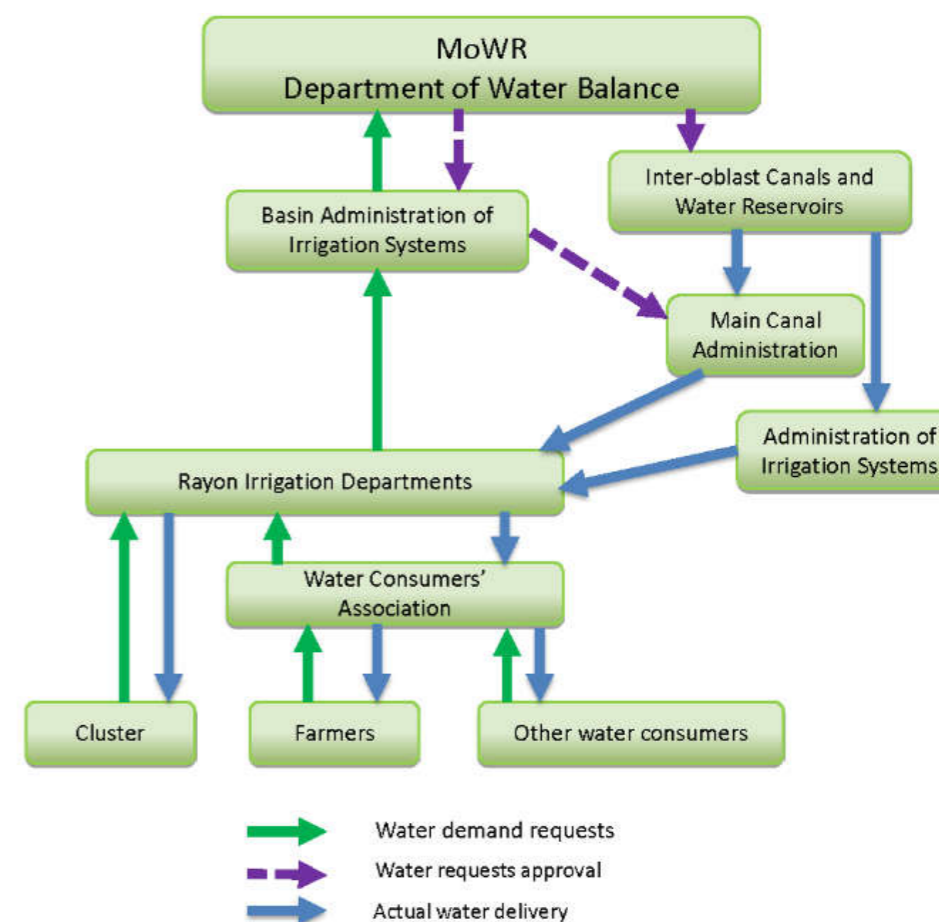 MoWR
Department of Water Balance
Inter-oblast Canals and
Water Reservoirs
Basin Administration of
Irrigation Systems
Main Canal
Administration
Administration of
Irrigation Systems
Rayon Irrigation Departments
Water Consumers'
Association
Cluster
Farmers
Other water consumers
Water demand requests
Water requests approval
Actual water delivery